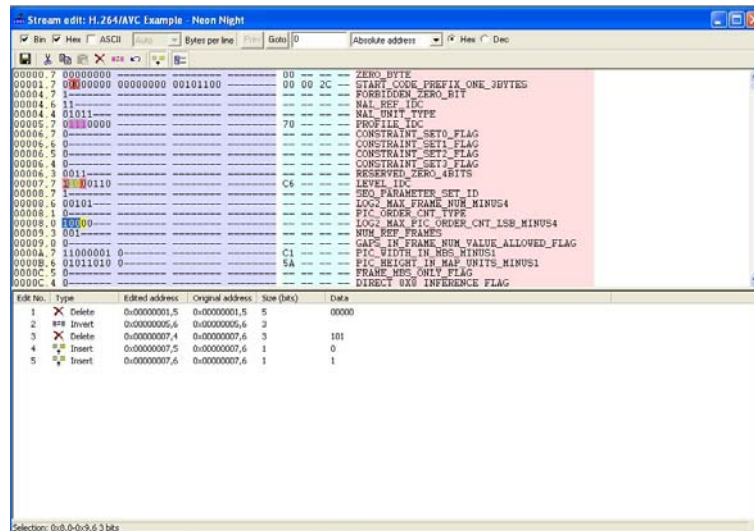 Stream edit: H.264/AVC Example - Neon Night
Bin Hex ASCII Auto Bytes per line Prev Goto 0 Absolute address Hex Dec
00000.7 00000000 -------- -------- -------- 00 -- -- -- ZERO_BYTE
00001.7 00000000 00000000 00101100 -------- 00 00 2C -- START_CODE_PREFIX_ONE_3BYTES
00004.7 1------- -------- -------- -------- -- -- -- -- FORBIDDEN_ZERO_BIT
00004.6 11------ -------- -------- -------- -- -- -- -- NAL_REF_IDC
00004.4 01011--- -------- -------- -------- -- -- -- -- NAL_UNIT_TYPE
00005.7 01110000 -------- -------- -------- 70 -- -- -- PROFILE_IDC
00006.7 0------- -------- -------- -------- -- -- -- -- CONSTRAINT_SET0_FLAG
00006.6 0------- -------- -------- -------- -- -- -- -- CONSTRAINT_SET1_FLAG
00006.5 0------- -------- -------- -------- -- -- -- -- CONSTRAINT_SET2_FLAG
00006.4 0------- -------- -------- -------- -- -- -- -- CONSTRAINT_SET3_FLAG
00006.3 0011---- -------- -------- -------- -- -- -- -- RESERVED_ZERO_4BITS
00007.7 0110 -------- -------- -------- C6 -- -- -- LEVEL_IDC
00008.7 1------- -------- -------- -------- -- -- -- -- SEQ_PARAMETER_SET_ID
00008.6 00101--- -------- -------- -------- -- -- -- -- LOG2_MAX_FRAME_NUM_MINUS4
00008.1 0------- -------- -------- -------- -- -- -- -- PIC_ORDER_CNT_TYPE
00008.0 10000--- -------- -------- -------- -- -- -- -- LOG2_MAX_PIC_ORDER_CNT_LSB_MINUS4
00009.3 001----- -------- -------- -------- -- -- -- -- NUM_REF_FRAMES
00009.0 0------- -------- -------- -------- -- -- -- -- GAPS_IN_FRAME_NUM_VALUE_ALLOWED_FLAG
0000A.7 11000001 0------- -------- -------- C1 -- -- -- PIC_WIDTH_IN_MBS_MINUS1
0000B.6 01011010 0------- -------- -------- 5A -- -- -- PIC_HEIGHT_IN_MAP_UNITS_MINUS1
0000C.5 0------- -------- -------- -------- -- -- -- -- FRAME_MBS_ONLY_FLAG
0000C.4 0------- -------- -------- -------- -- -- -- -- DIRECT_8X8_INFERENCE_FLAG
Edit No. Type Edited address Original address Size (bits) Data
1 Delete 0x00000001,5 0x00000001,5 5 00000
2 Invert 0x00000005,6 0x00000005,6 3
3 Delete 0x00000007,4 0x00000007,6 3 101
4 Insert 0x00000007,5 0x00000007,6 1 0
5 Insert 0x00000007,6 0x00000007,6 1 1
Selection: 0x8.0-0x9.6 3 bits